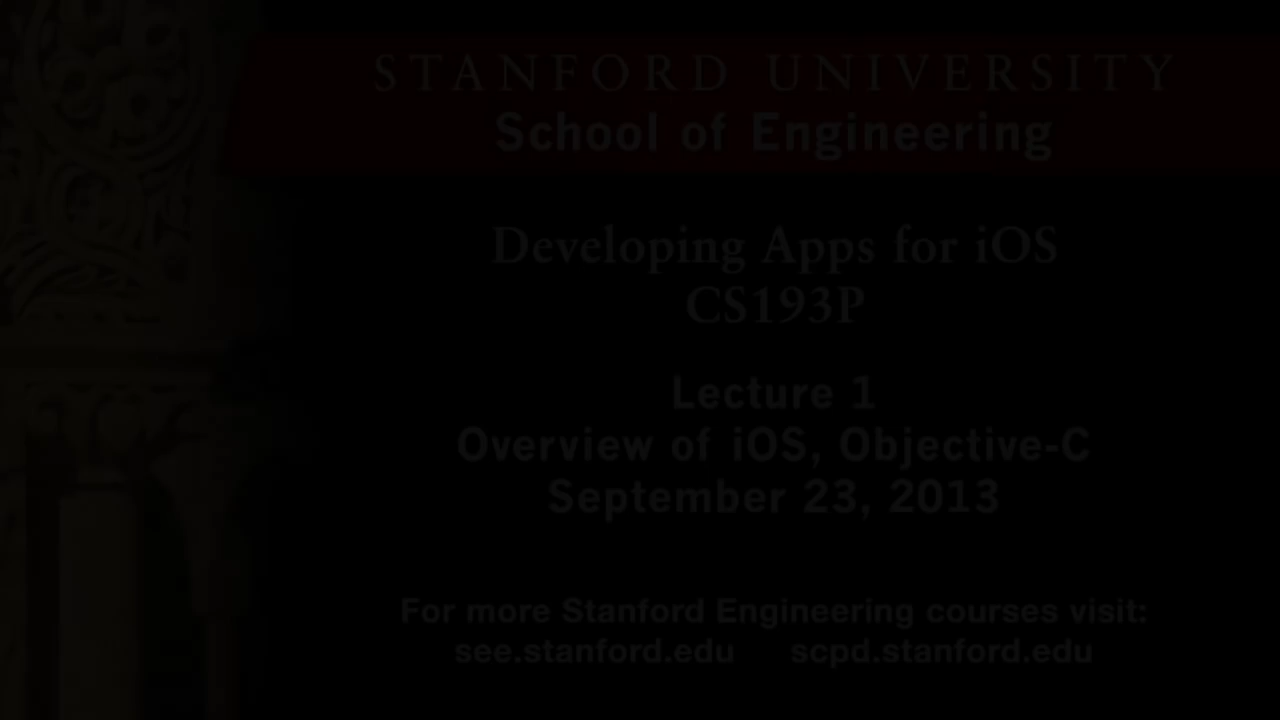 STANFORD UNIVERSITY
School of Engineering
Developing Apps for iOS
CS193P
Lecture 1
Overview of iOS, Objective-C
September 23, 2013
For more Stanford Engineering courses visit:
see.stanford.edu scpd.stanford.edu